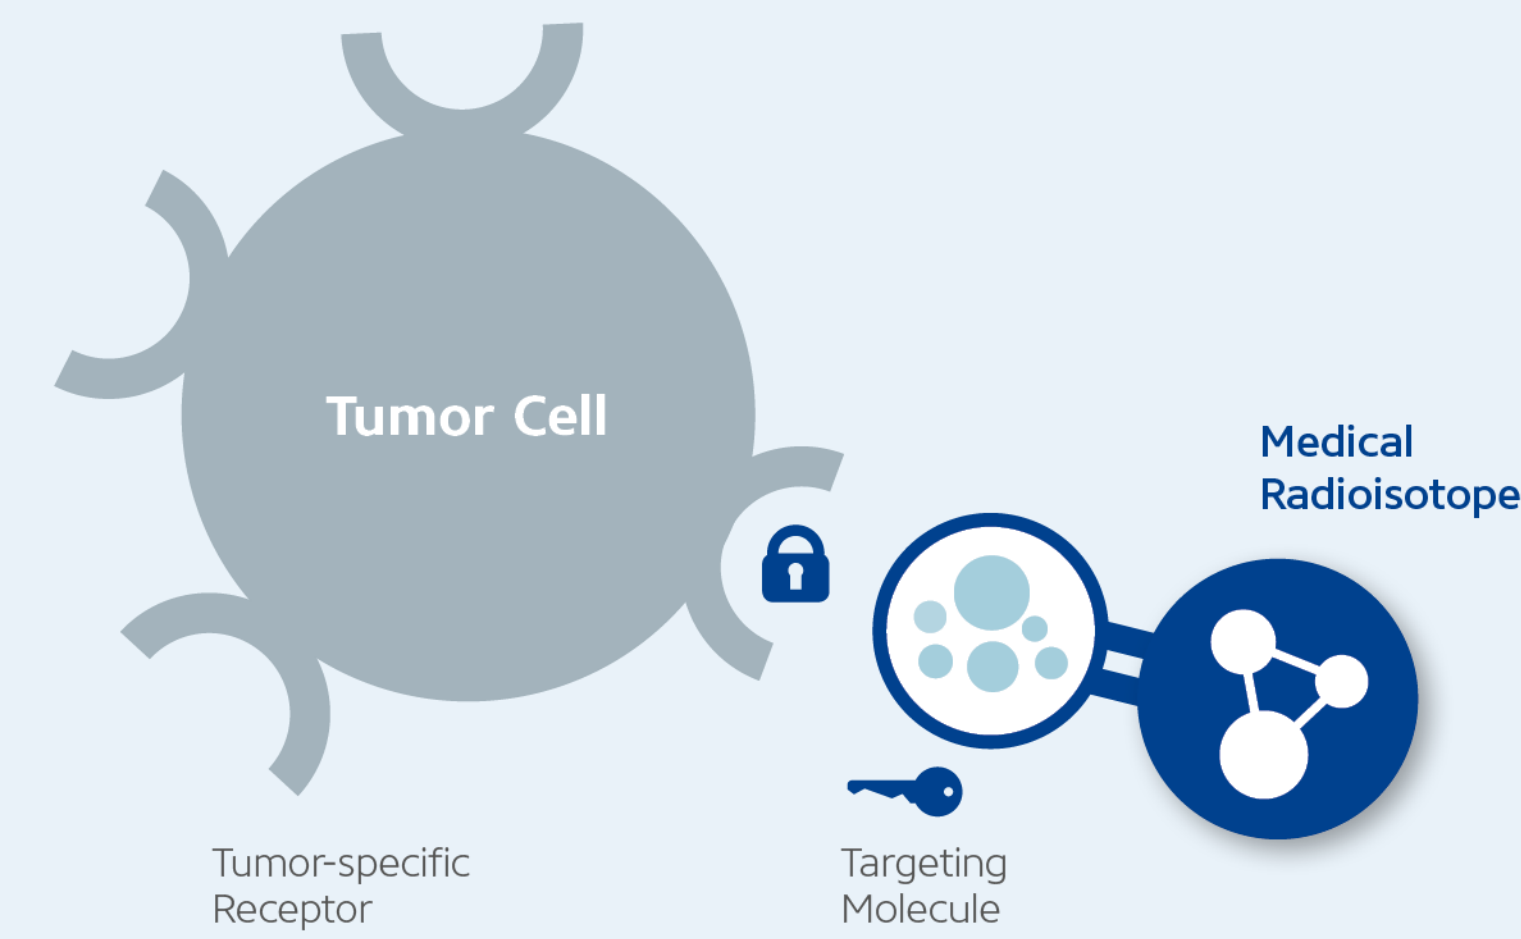 Tumor Cell
Medical
Radioisotope
Tumor-specific
Receptor
Targeting
Molecule